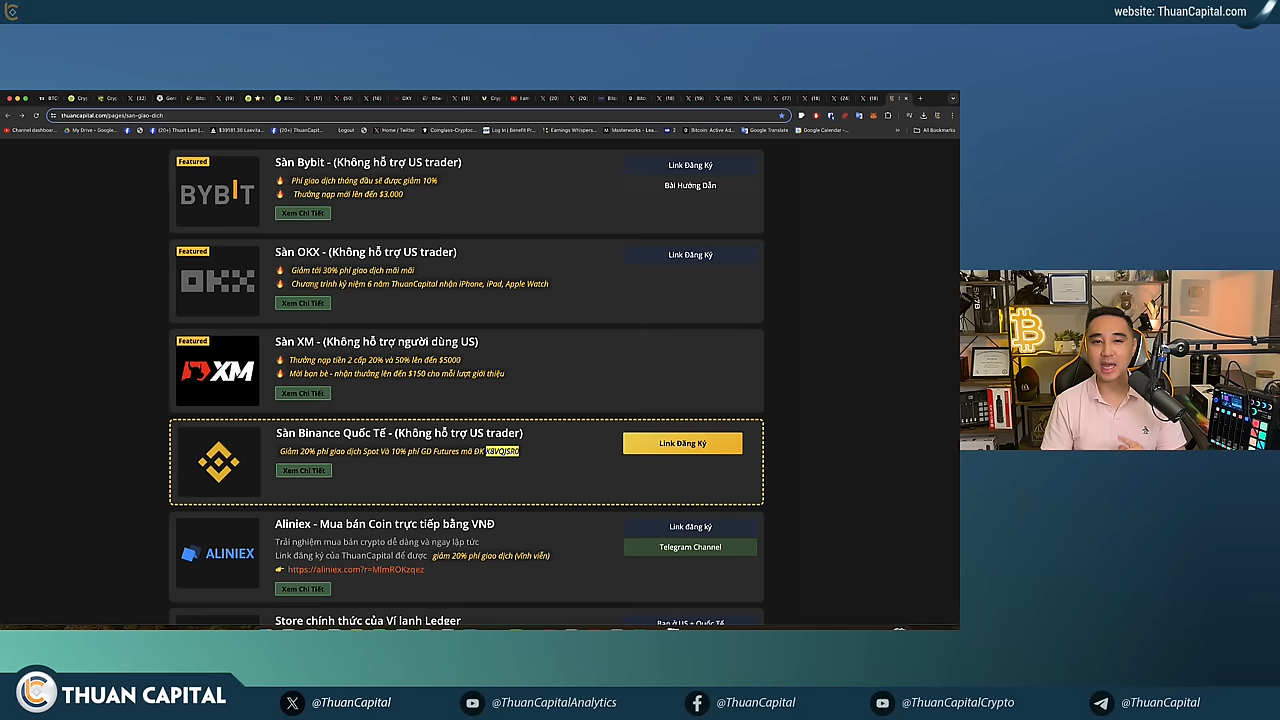 website: ThuanCapital.com
thuancapital.com/pages/san-giao-dich
All Bookmarks
Featured
BYBIT
Sàn Bybit - (Không hỗ trợ US trader)
Phí giao dịch tháng đầu sẽ được giảm 10%
Thưởng nạp mới lên đến $3.000
Xem Chi Tiết
Link Đăng Ký
Bài Hướng Dẫn
Featured
OKX
Sàn OKX - (Không hỗ trợ US trader)
Giảm tới 30% phí giao dịch mãi mãi
Chương trình kỷ niệm 6 năm ThuanCapital nhận iPhone, iPad, Apple Watch
Xem Chi Tiết
Link Đăng Ký
Featured
XM
Sàn XM - (Không hỗ trợ người dùng US)
Thưởng nạp tiền 2 cấp 20% và 50% lên đến $5000
Mời bạn bè - nhận thưởng lên đến $150 cho mỗi lượt giới thiệu
Xem Chi Tiết
Sàn Binance Quốc Tế - (Không hỗ trợ US trader)
Giảm 20% phí giao dịch Spot Và 10% phí GD Futures mã ĐK
Xem Chi Tiết
Link Đăng Ký
ALINIEX
Aliniex - Mua bán Coin trực tiếp bằng VNĐ
Trải nghiệm mua bán crypto dễ dàng và ngay lập tức
Link đăng ký của ThuanCapital để được giảm 20% phí giao dịch (vĩnh viễn)
https://aliniex.com?r=MlmROKzqez
Xem Chi Tiết
Link đăng ký
Telegram Channel
Store chính thức của Ví lạnh Ledger
Bạn ở US + Quốc Tế
THUAN CAPITAL
@ThuanCapital
@ThuanCapitalAnalytics
@ThuanCapital
@ThuanCapitalCrypto
@ThuanCapital